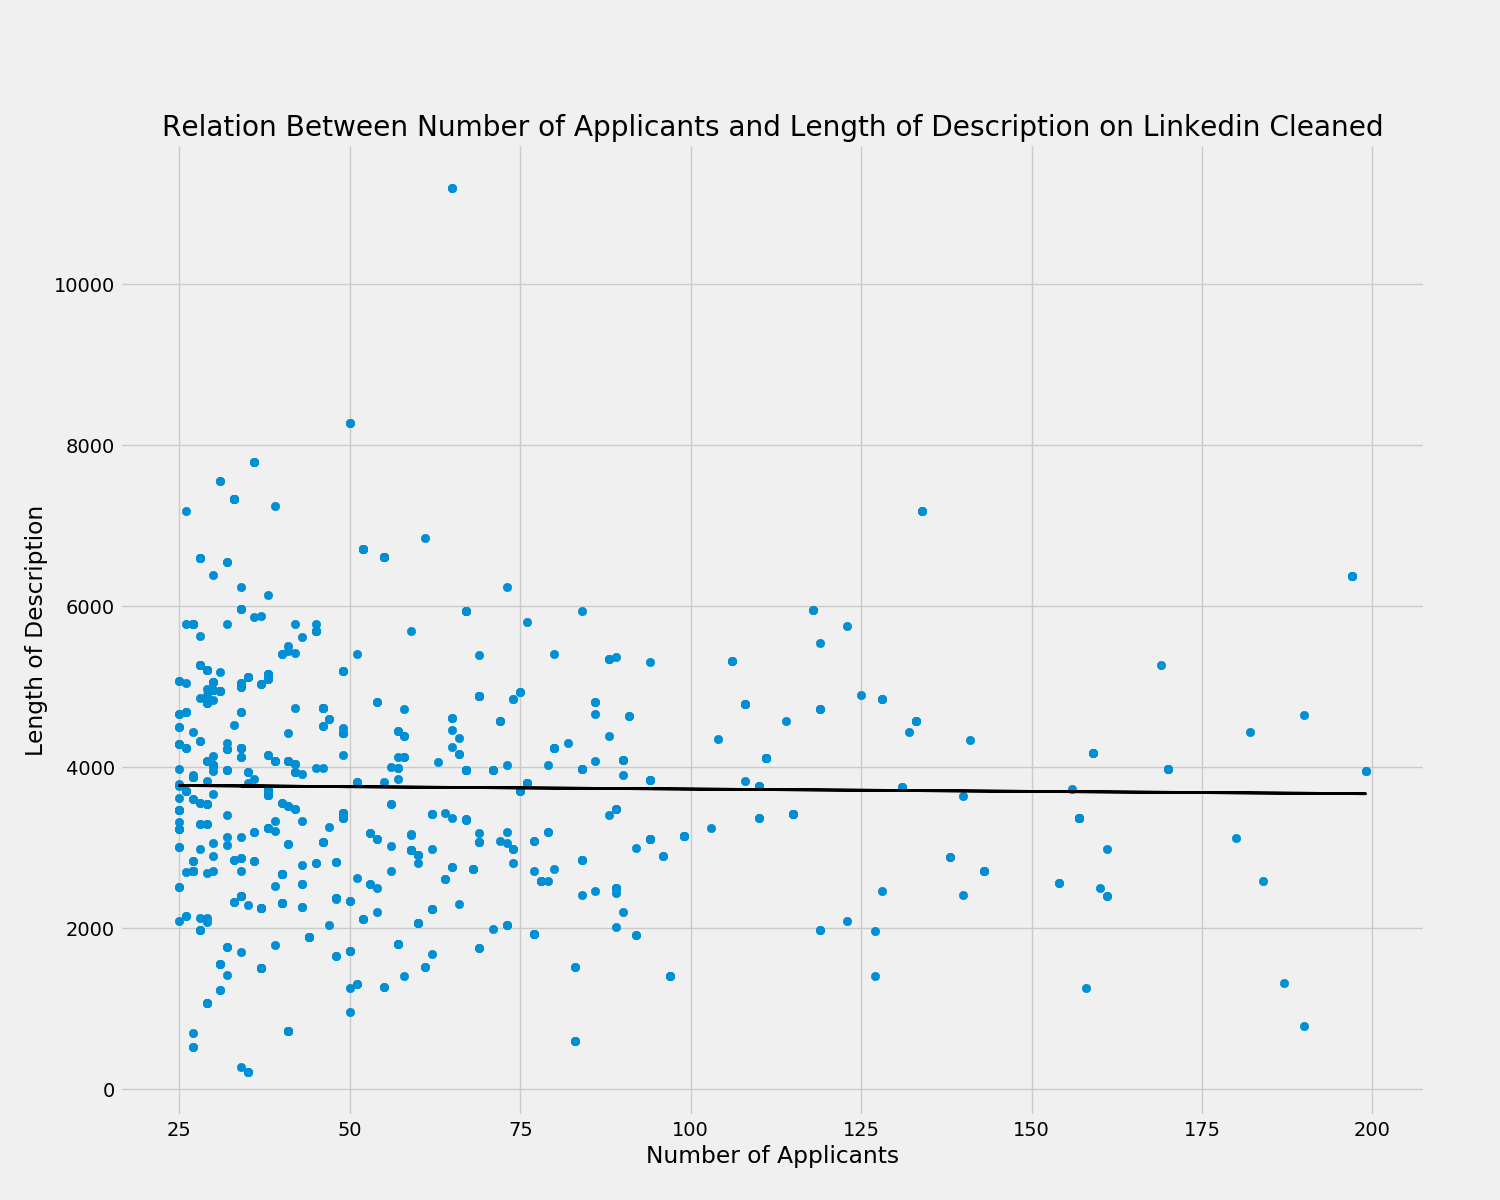 Relation Between Number of Applicants and Length of Description on Linkedin Cleaned
10000
8000
6000
4000
2000
0
Length of Description
25 50 75 100 125 150 175 200
Number of Applicants